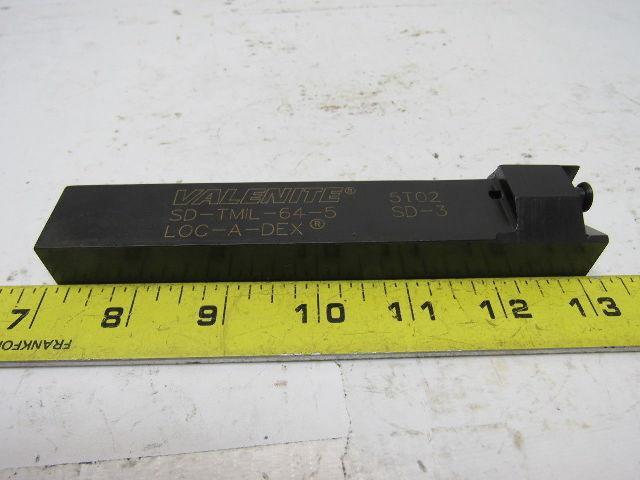 VALENITE® 5T02
SD-TMIL-64-5 SD-3
LOC-A-DEX®
7 8 9 10 11 12 13
FRANKFO